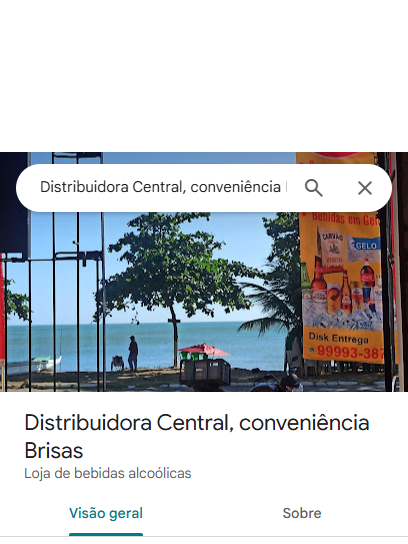 Distribuidora Central, conveniência
Bebidas em Gel
CARVÃO
GELO
Disk Entrega
99993-387
Distribuidora Central, conveniência
Brisas
Loja de bebidas alcoólicas
Visão geral
Sobre